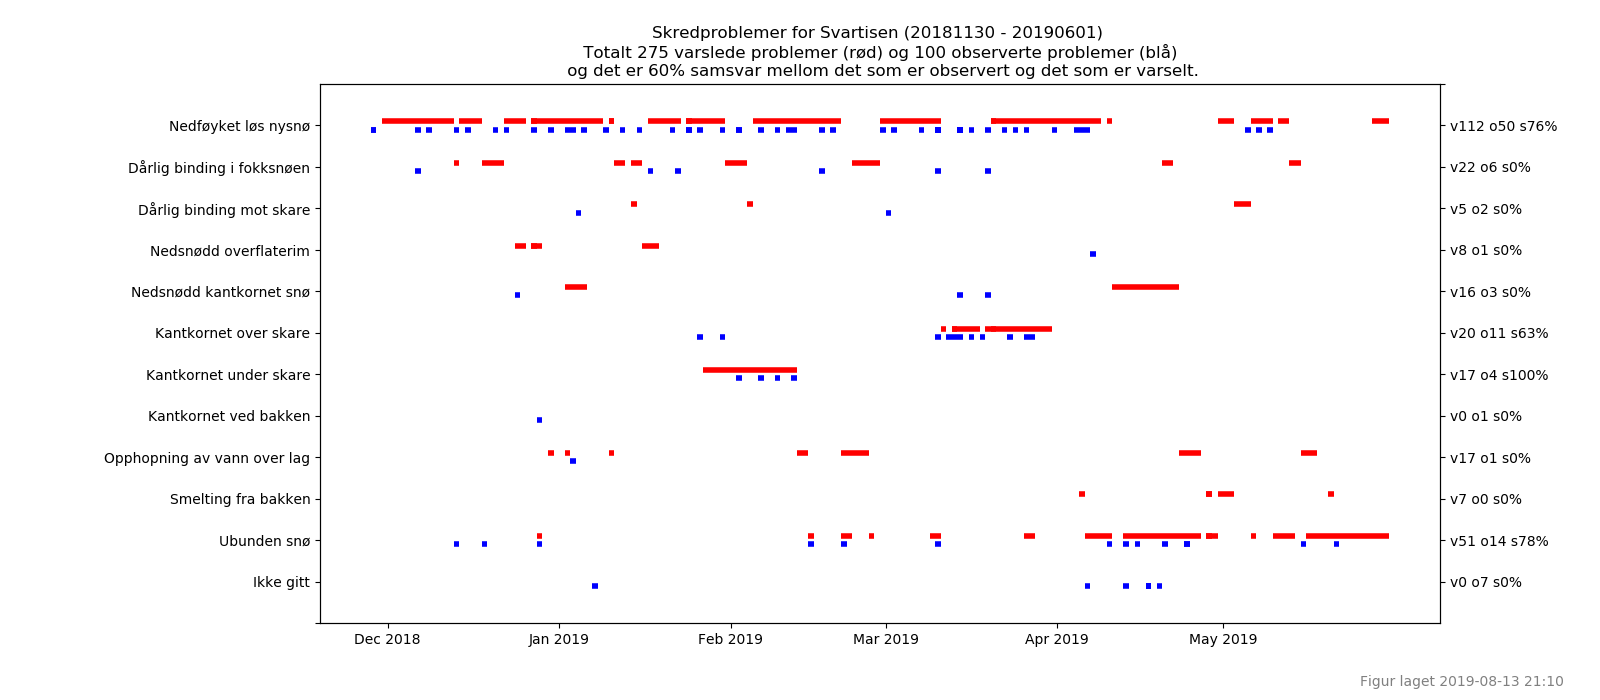 Skredproblemer for Svartisen (20181130 - 20190601)
Totalt 275 varslede problemer (rød) og 100 observerte problemer (blå)
og det er 60% samsvar mellom det som er observert og det som er varselt.
Nedføyket løs nysnø v112 o50 s76%
Dårlig binding i fokksnøen v22 o6 s0%
Dårlig binding mot skare v5 o2 s0%
Nedsnødd overflaterim v8 o1 s0%
Nedsnødd kantkornet snø v16 o3 s0%
Kantkornet over skare v20 o11 s63%
Kantkornet under skare v17 o4 s100%
Kantkornet ved bakken v0 o1 s0%
Opphopning av vann over lag v17 o1 s0%
Smelting fra bakken v7 o0 s0%
Ubunden snø v51 o14 s78%
Ikke gitt v0 o7 s0%
Dec 2018 Jan 2019 Feb 2019 Mar 2019 Apr 2019 May 2019
Figur laget 2019-08-13 21:10